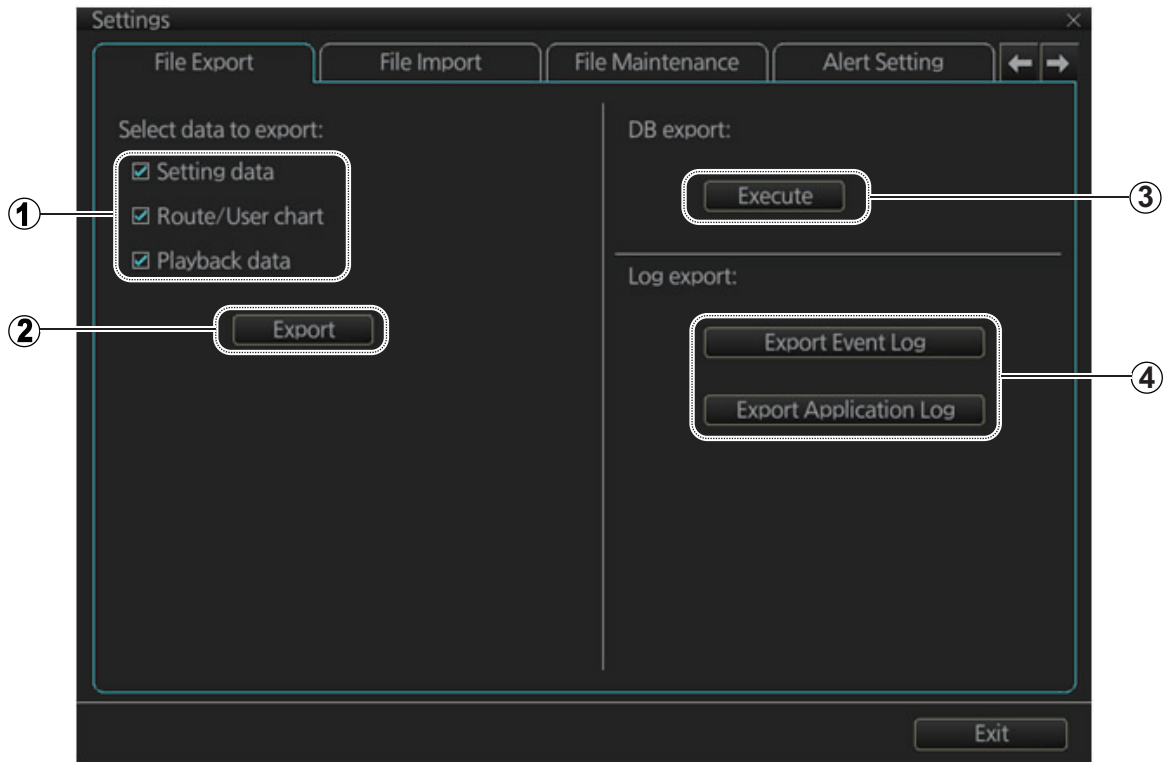 Settings
File Export
File Import
File Maintenance
Alert Setting
Select data to export:
Setting data
Route/User chart
Playback data
1
Export
2
DB export:
Execute
3
Log export:
Export Event Log
Export Application Log
4
Exit